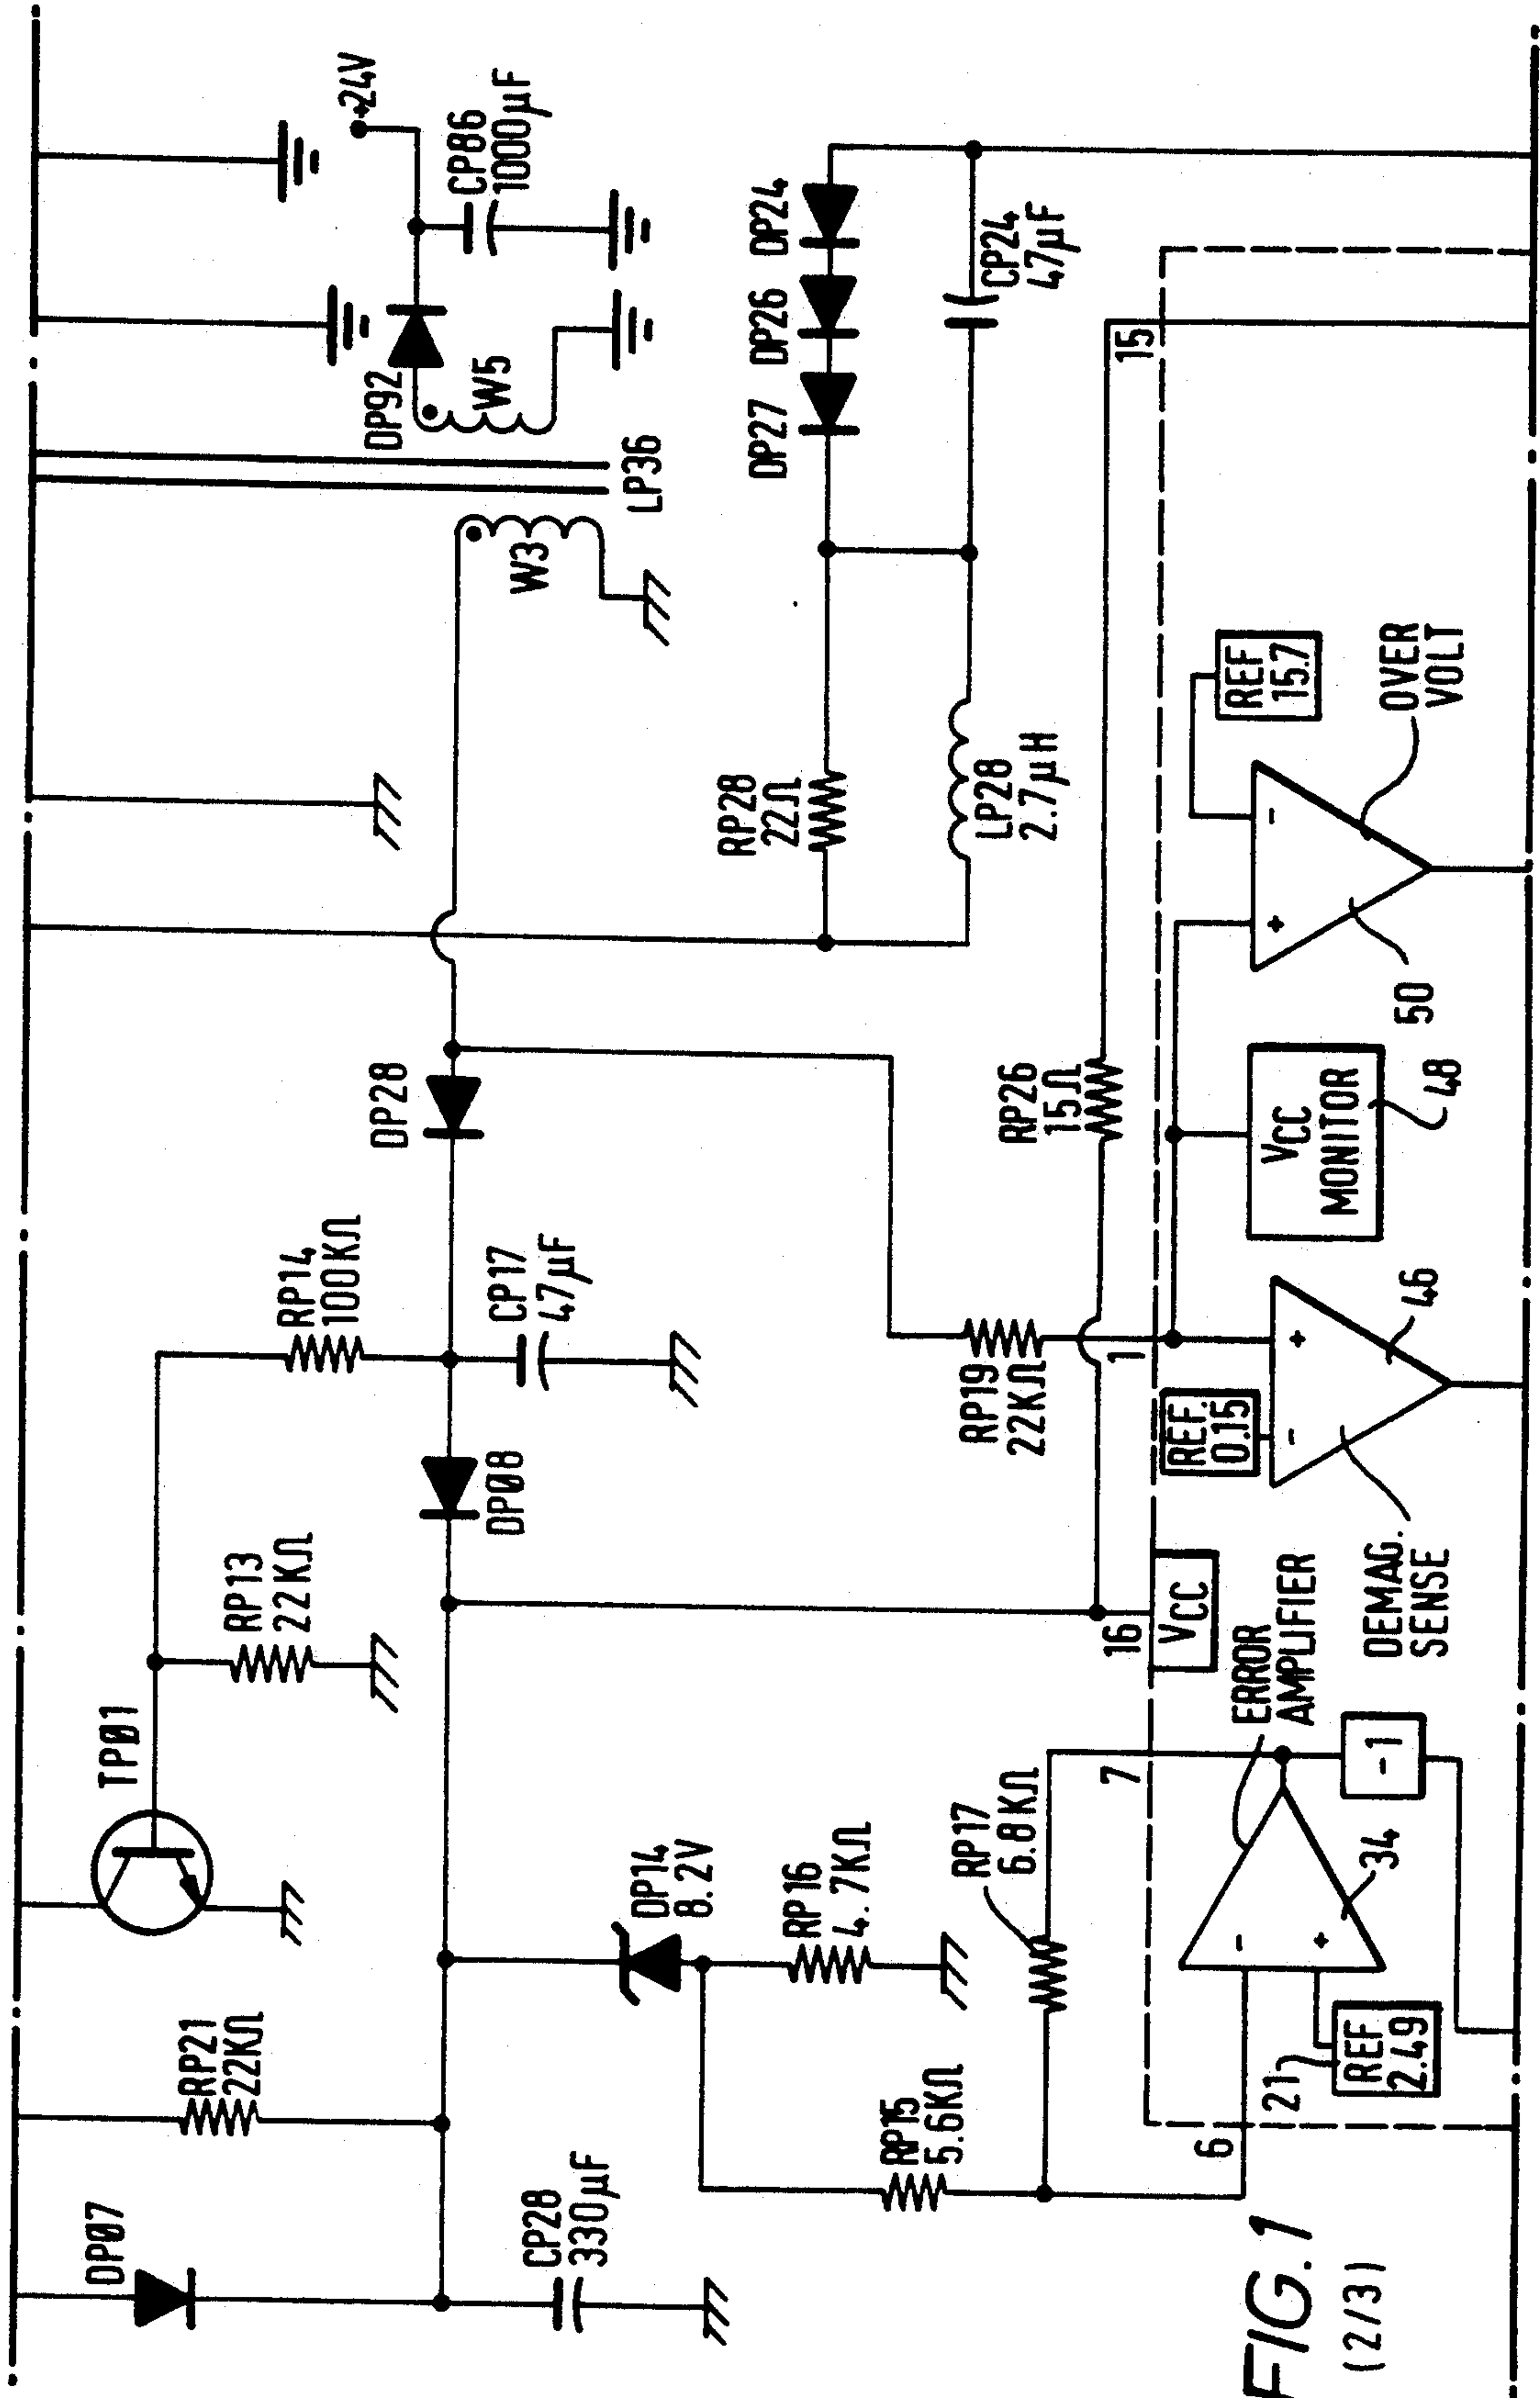 +24V
CP86
1000µF
DP92
W5
LP36
W3
DP24
DP26
DP27
CP24
47µF
15
RP28
22Ω
LP28
2.7µH
REF
15.7
OVER
VOLT
50
DP28
RP14
100KΩ
CP17
47µF
RP26
15Ω
VCC
MONITOR
48
RP19
22KΩ
1
REF.
0.15
46
DEMAG.
SENSE
DP08
RP13
22KΩ
TP01
16
VCC
ERROR
AMPLIFIER
7
-1
34
DP14
8.2V
RP16
4.7KΩ
RP17
6.8KΩ
RP21
22KΩ
RP15
5.6KΩ
21
REF
2.49
6
DP07
CP28
330µF
+
-
+
-
-
+
FIG. 1
(2/3)